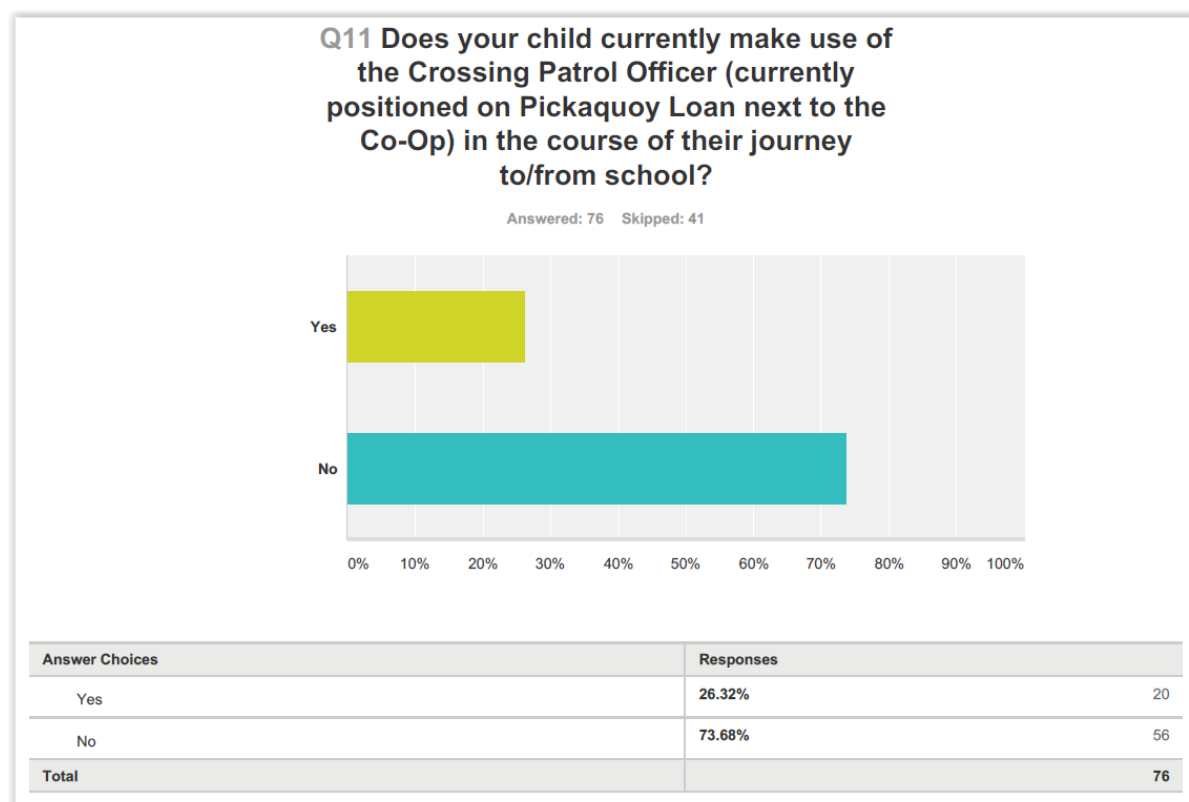 Q11 Does your child currently make use of
the Crossing Patrol Officer (currently
positioned on Pickaquoy Loan next to the
Co-Op) in the course of their journey
to/from school?
Answered: 76 Skipped: 41
Yes
No
0% 10% 20% 30% 40% 50% 60% 70% 80% 90% 100%
Answer Choices Responses
Yes 26.32% 20
No 73.68% 56
Total 76